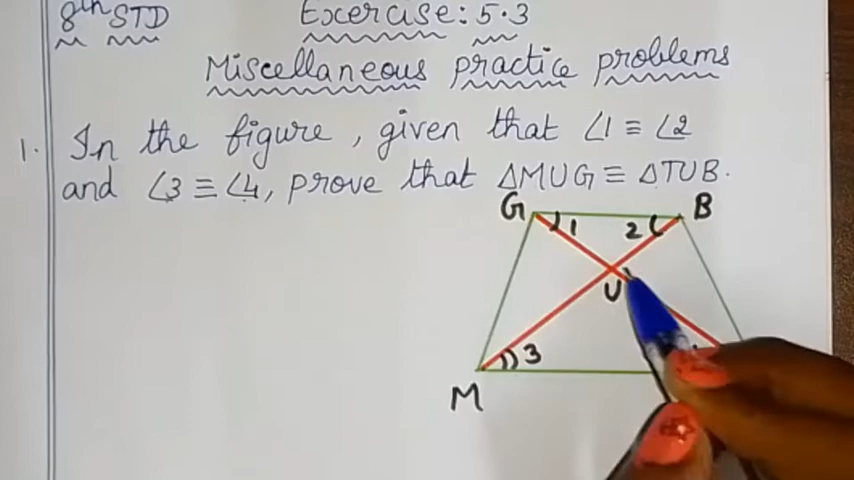 8th STD
Exercise: 5.3
Miscellaneous practice problems
1. In the figure, given that ∠1 ≡ ∠2
and ∠3 ≡ ∠4, prove that ΔMUG ≡ ΔTUB.
G B
1 2
U
3
M